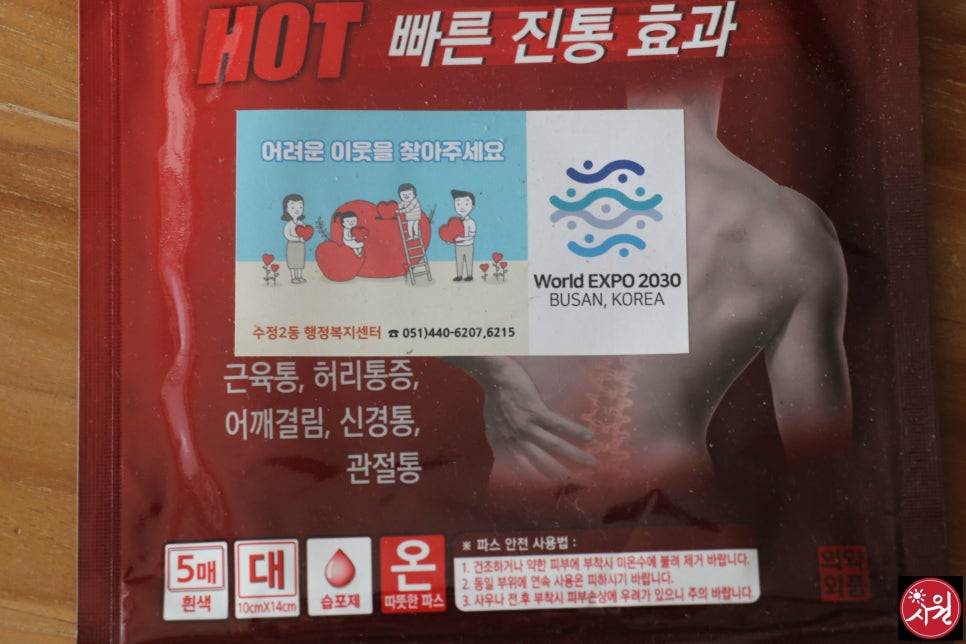 HOT 빠른 진통 효과
어려운 이웃을 찾아주세요
수정2동 행정복지센터 ☎ 051)440-6207,6215
World EXPO 2030
BUSAN, KOREA
근육통, 허리통증,
어깨결림, 신경통,
관절통
5매
흰색
대
10cmX14cm
습포제
온
따뜻한 파스
※ 파스 안전 사용법 :
1. 건조하거나 약한 피부에 부착시 미온수에 불려 제거 바랍니다.
2. 동일 부위에 연속 사용은 피하시기 바랍니다.
3. 사우나 전.후 부착시 피부손상에 우려가 있으니 주의 바랍니다.
의약
외품
사원